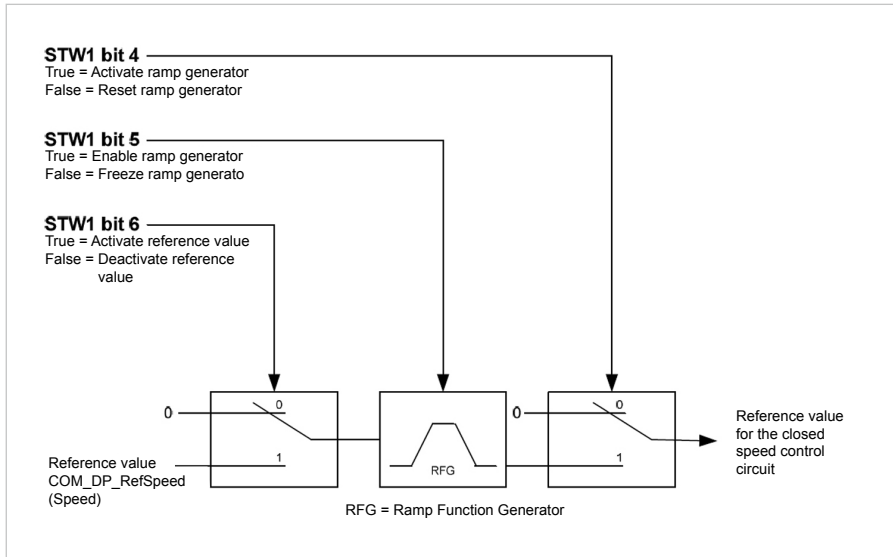 STW1 bit 4
True = Activate ramp generator
False = Reset ramp generator
STW1 bit 5
True = Enable ramp generator
False = Freeze ramp generato
STW1 bit 6
True = Activate reference value
False = Deactivate reference
value
0
0
1
Reference value
COM_DP_RefSpeed
(Speed)
RFG
0
0
1
Reference value
for the closed
speed control
circuit
RFG = Ramp Function Generator